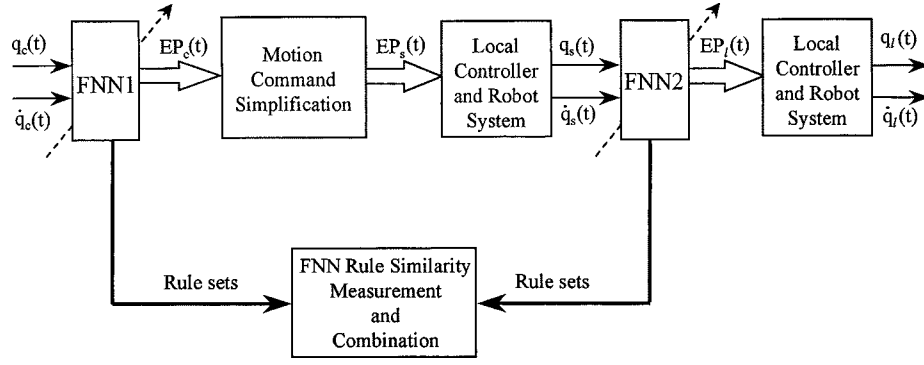 q_c(t)
q̇_c(t)
FNN1
EP_c(t)
Motion
Command
Simplification
EP_s(t)
Local
Controller
and Robot
System
q_s(t)
q̇_s(t)
FNN2
EP_l(t)
Local
Controller
and Robot
System
q_l(t)
q̇_l(t)
Rule sets
FNN Rule Similarity
Measurement
and
Combination
Rule sets